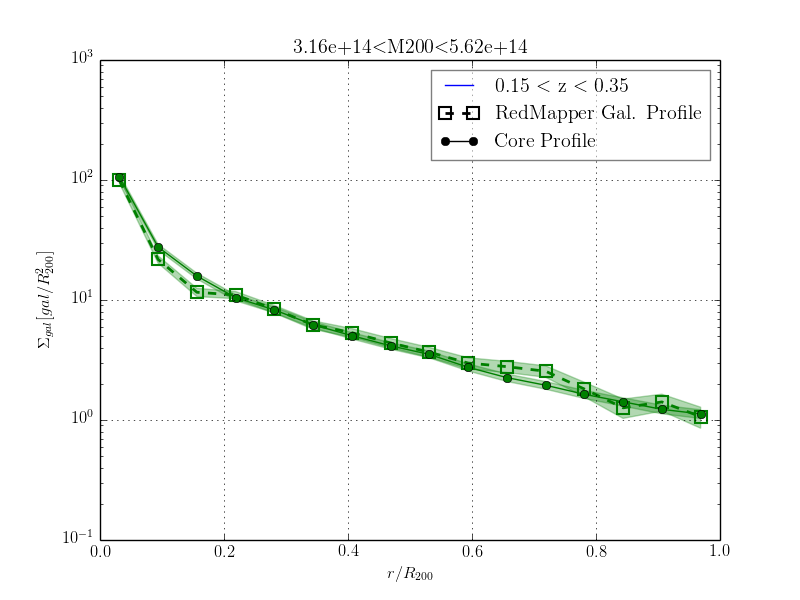 3.16e+14<M200<5.62e+14
10³
0.15 < z < 0.35
RedMapper Gal. Profile
Core Profile
10²
Σ_gal[gal/R²₂₀₀]
10¹
10⁰
10⁻¹
0.0 0.2 0.4 0.6 0.8 1.0
r/R₂₀₀